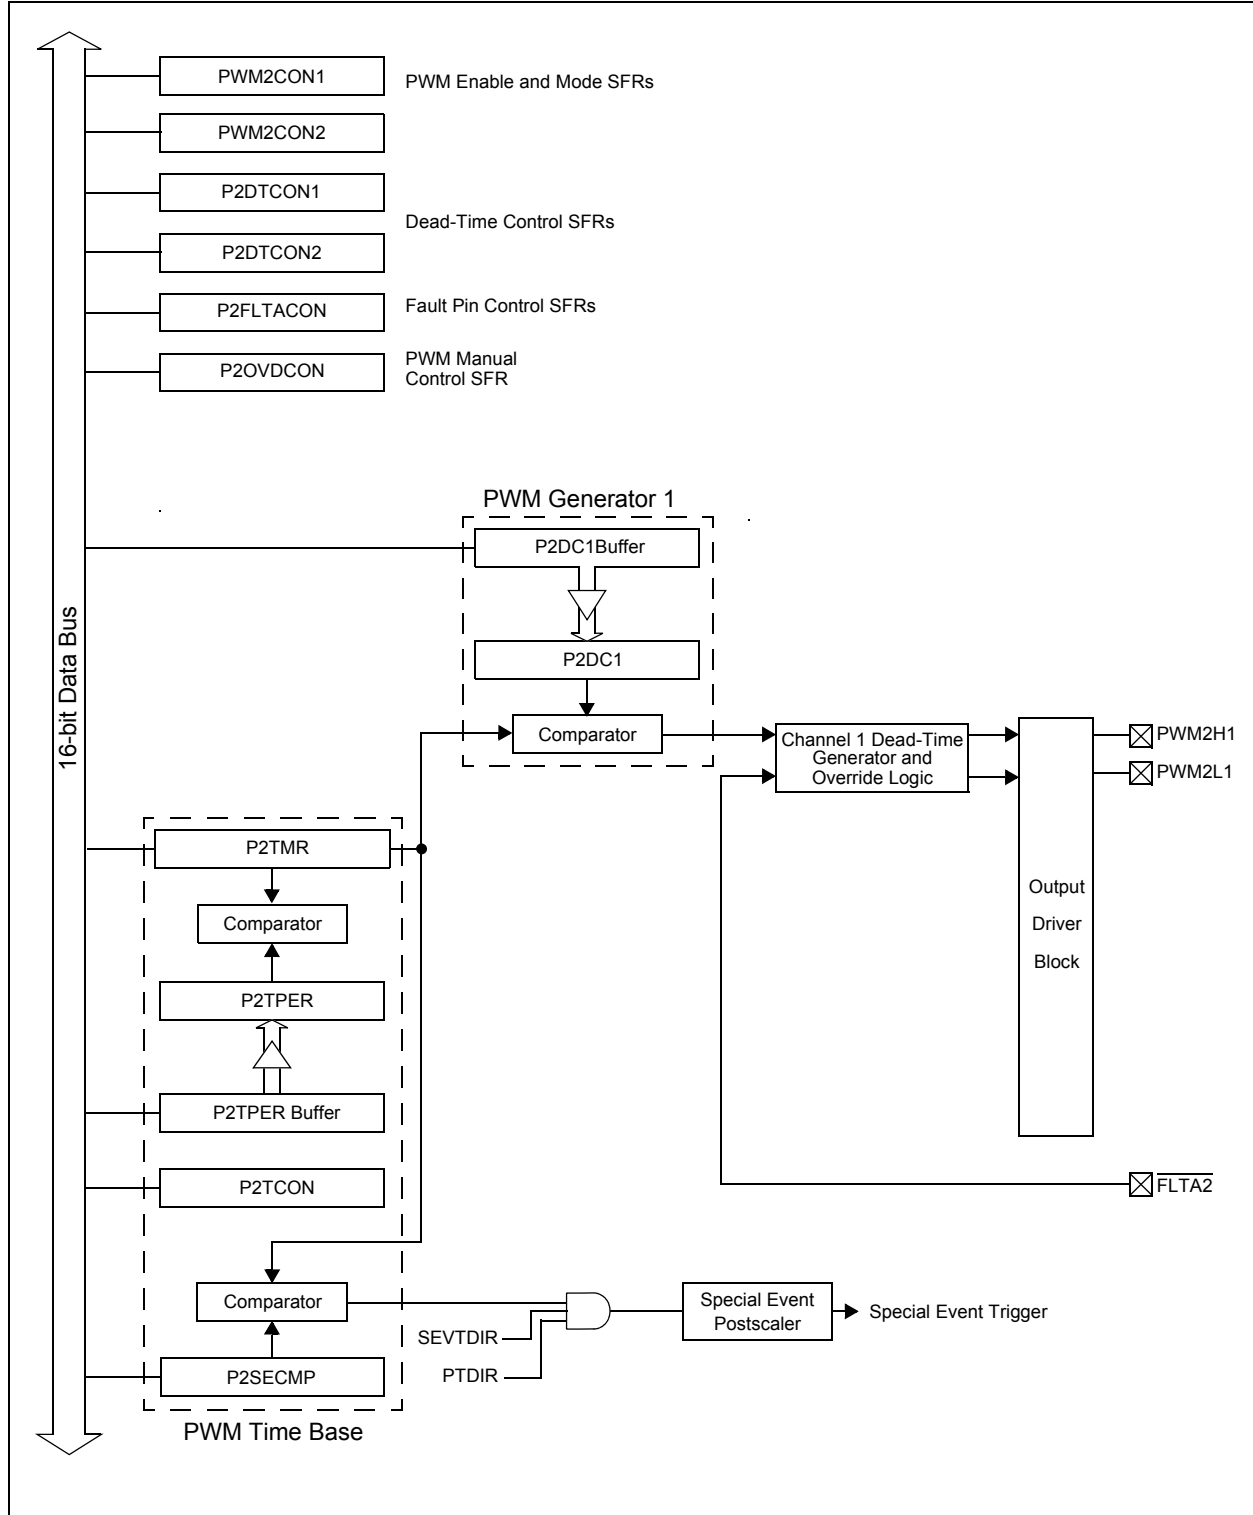 PWM2CON1
PWM Enable and Mode SFRs
PWM2CON2
P2DTCON1
Dead-Time Control SFRs
P2DTCON2
P2FLTACON
Fault Pin Control SFRs
P2OVDCON
PWM Manual
Control SFR
16-bit Data Bus
PWM Generator 1
P2DC1Buffer
P2DC1
Comparator
Channel 1 Dead-Time
Generator and
Override Logic
PWM2H1
PWM2L1
Output
Driver
Block
P2TMR
Comparator
P2TPER
P2TPER Buffer
P2TCON
FLTA2
Comparator
SEVTDIR
PTDIR
Special Event
Postscaler
Special Event Trigger
P2SECMP
PWM Time Base